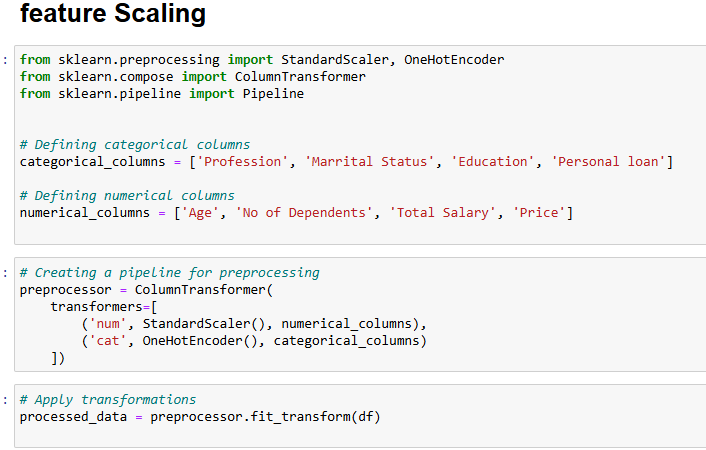 feature Scaling
: from sklearn.preprocessing import StandardScaler, OneHotEncoder
from sklearn.compose import ColumnTransformer
from sklearn.pipeline import Pipeline
# Defining categorical columns
categorical_columns = ['Profession', 'Marrital Status', 'Education', 'Personal loan']
# Defining numerical columns
numerical_columns = ['Age', 'No of Dependents', 'Total Salary', 'Price']
: # Creating a pipeline for preprocessing
preprocessor = ColumnTransformer(
    transformers=[
        ('num', StandardScaler(), numerical_columns),
        ('cat', OneHotEncoder(), categorical_columns)
    ])
: # Apply transformations
processed_data = preprocessor.fit_transform(df)